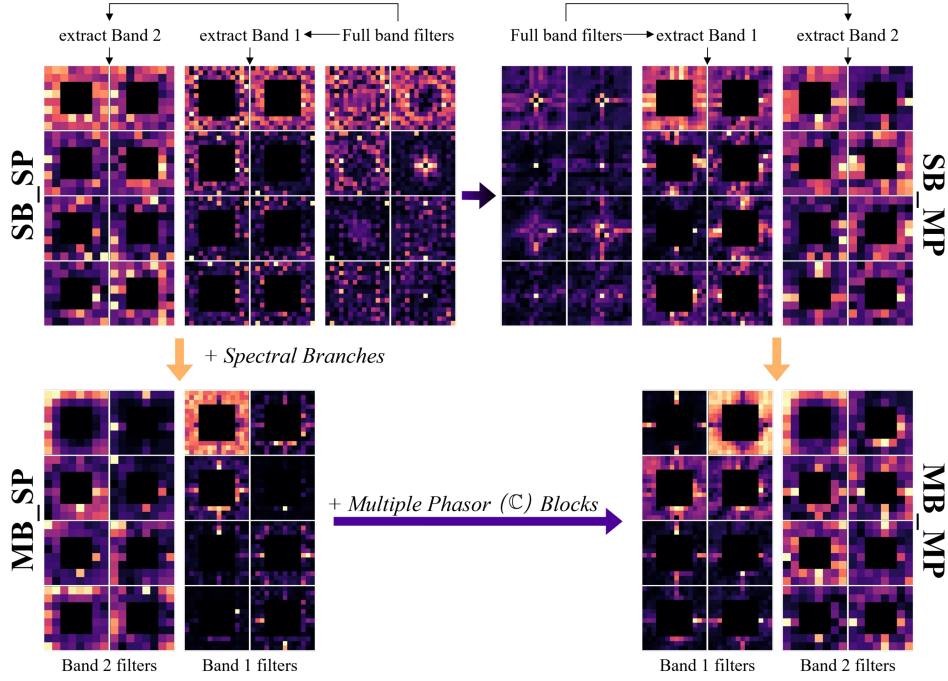 extract Band 2
extract Band 1
Full band filters
Full band filters
extract Band 1
extract Band 2
SB_SP
SB_MP
+ Spectral Branches
MB_SP
+ Multiple Phasor (ℂ) Blocks
MB_MP
Band 2 filters
Band 1 filters
Band 1 filters
Band 2 filters